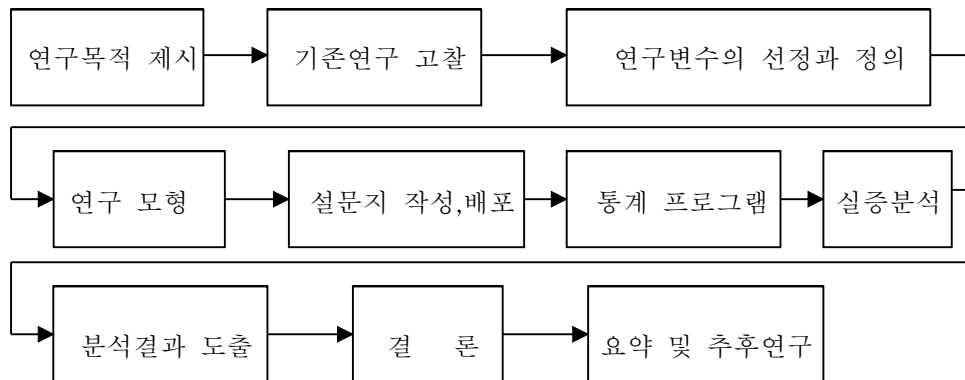 연구목적 제시
기존연구 고찰
연구변수의 선정과 정의
연구 모형
설문지 작성,배포
통계 프로그램
실증분석
분석결과 도출
결 론
요약 및 추후연구